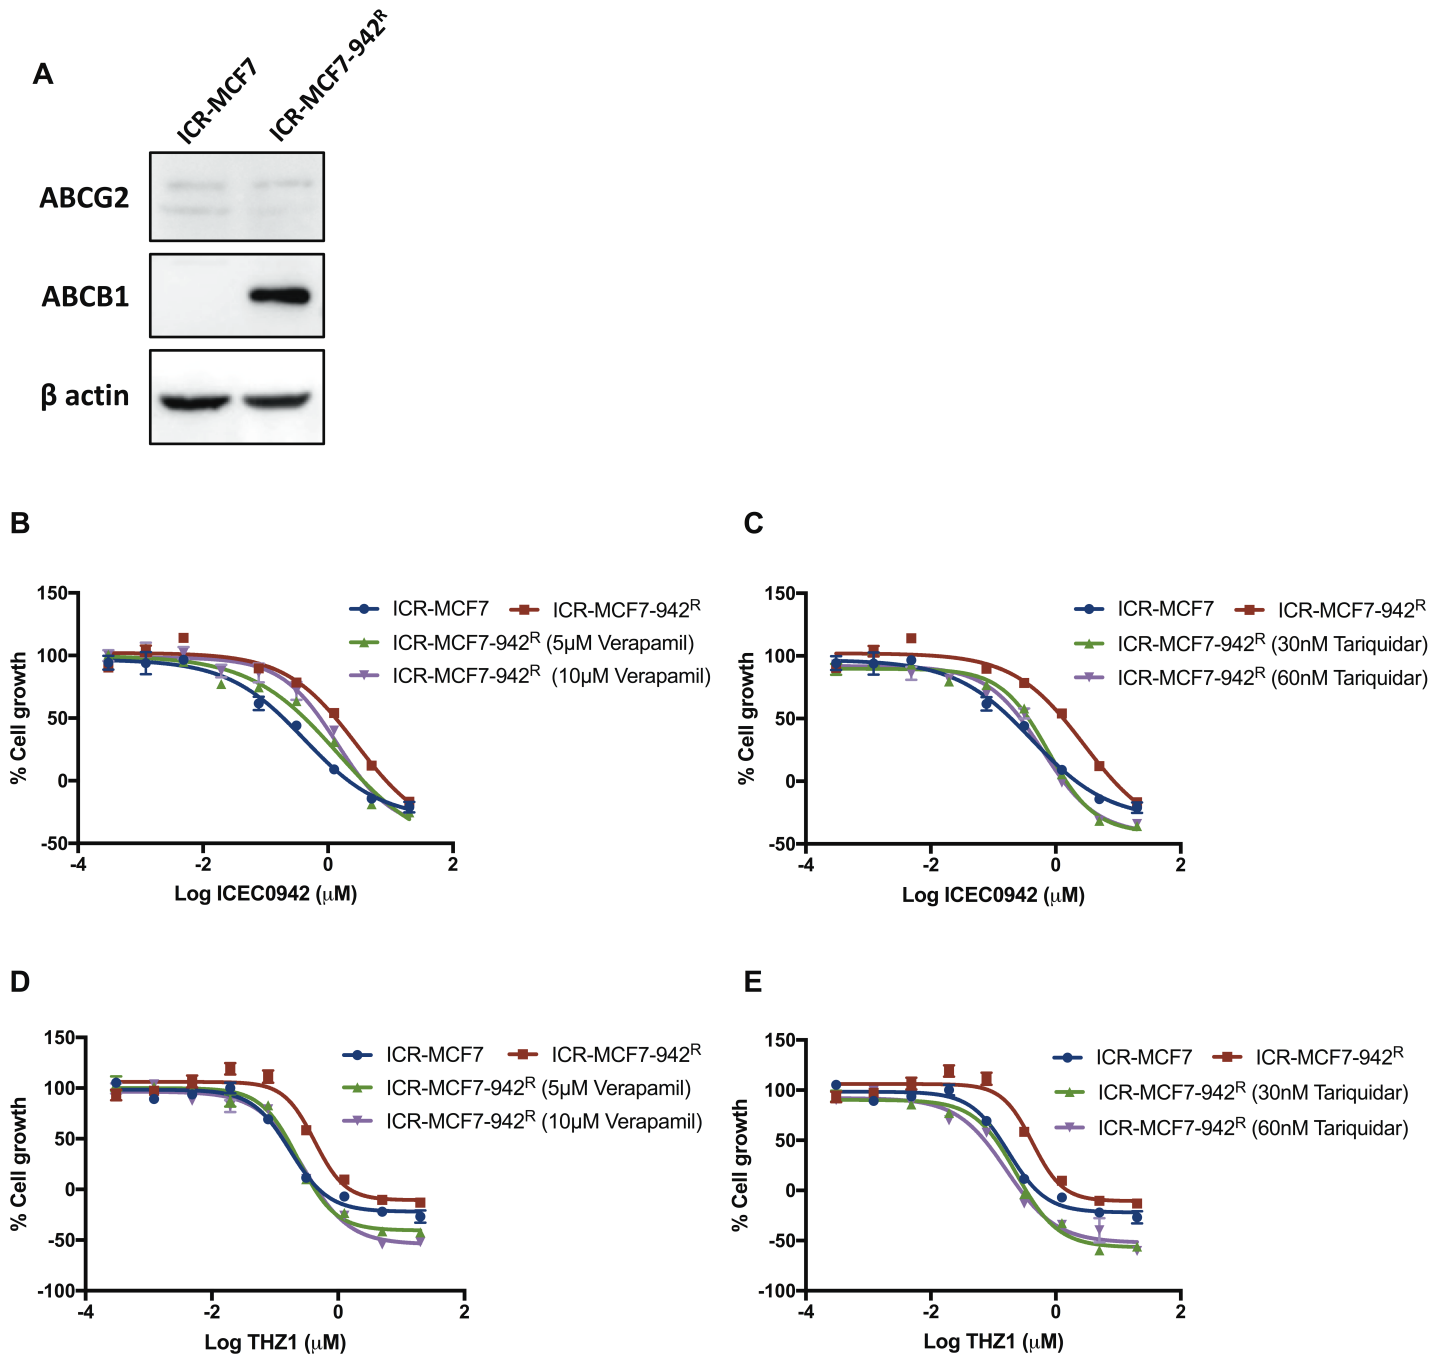 A
ICR-MCF7
ICR-MCF7-942ᴿ
ABCG2
ABCB1
β actin
B
150
100
50
0
-50
-4
-2
0
2
% Cell growth
Log ICEC0942 (μM)
ICR-MCF7
ICR-MCF7-942ᴿ
ICR-MCF7-942ᴿ (5μM Verapamil)
ICR-MCF7-942ᴿ (10μM Verapamil)
C
150
100
50
0
-50
-4
-2
0
2
% Cell growth
Log ICEC0942 (μM)
ICR-MCF7
ICR-MCF7-942ᴿ
ICR-MCF7-942ᴿ (30nM Tariquidar)
ICR-MCF7-942ᴿ (60nM Tariquidar)
D
150
100
50
0
-50
-100
-4
-2
0
2
% Cell growth
Log THZ1 (μM)
ICR-MCF7
ICR-MCF7-942ᴿ
ICR-MCF7-942ᴿ (5μM Verapamil)
ICR-MCF7-942ᴿ (10μM Verapamil)
E
150
100
50
0
-50
-100
-4
-2
0
2
% Cell growth
Log THZ1 (μM)
ICR-MCF7
ICR-MCF7-942ᴿ
ICR-MCF7-942ᴿ (30nM Tariquidar)
ICR-MCF7-942ᴿ (60nM Tariquidar)